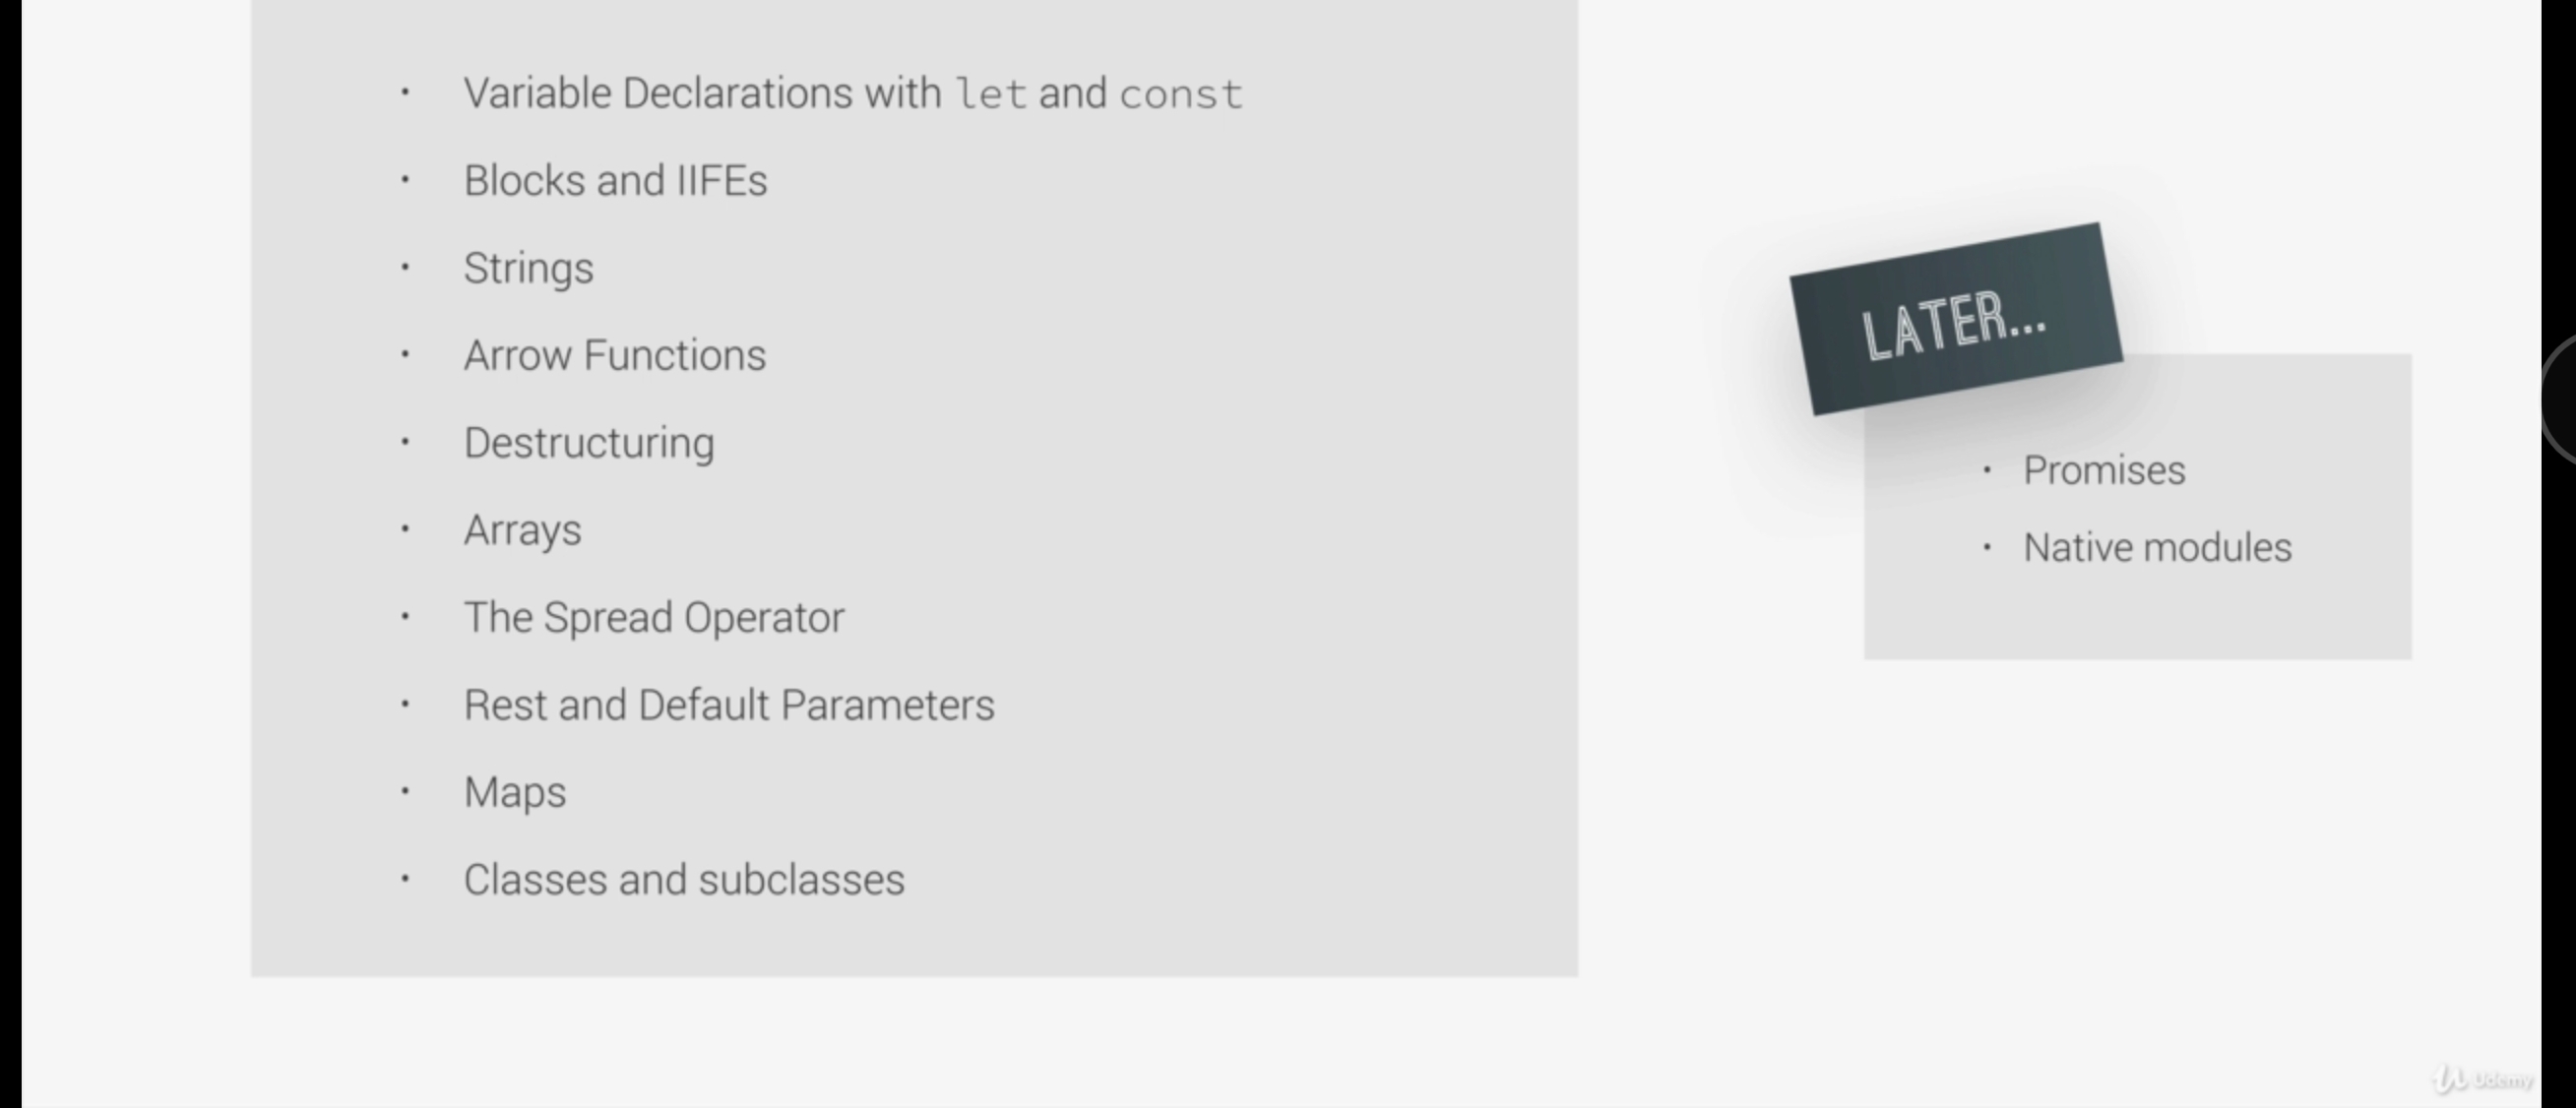 • Variable Declarations with let and const
• Blocks and IIFEs
• Strings
• Arrow Functions
• Destructuring
• Arrays
• The Spread Operator
• Rest and Default Parameters
• Maps
• Classes and subclasses
LATER...
• Promises
• Native modules
Udemy